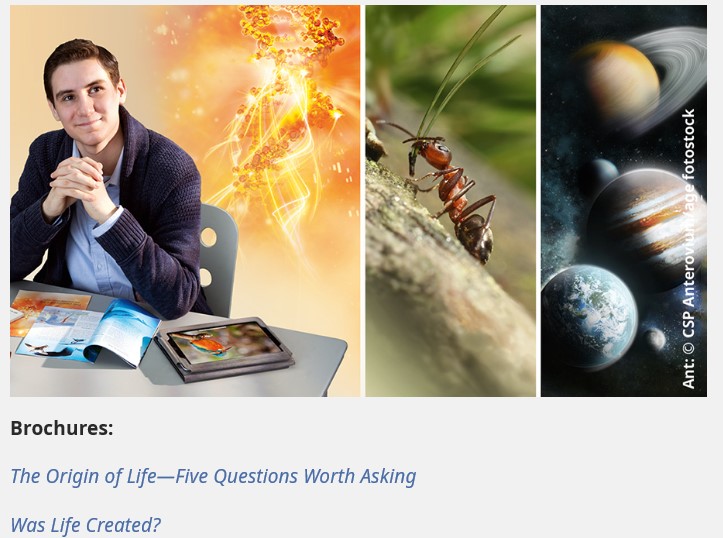 Ant: © CSP Anterovium/age fotostock
Brochures:
The Origin of Life—Five Questions Worth Asking
Was Life Created?